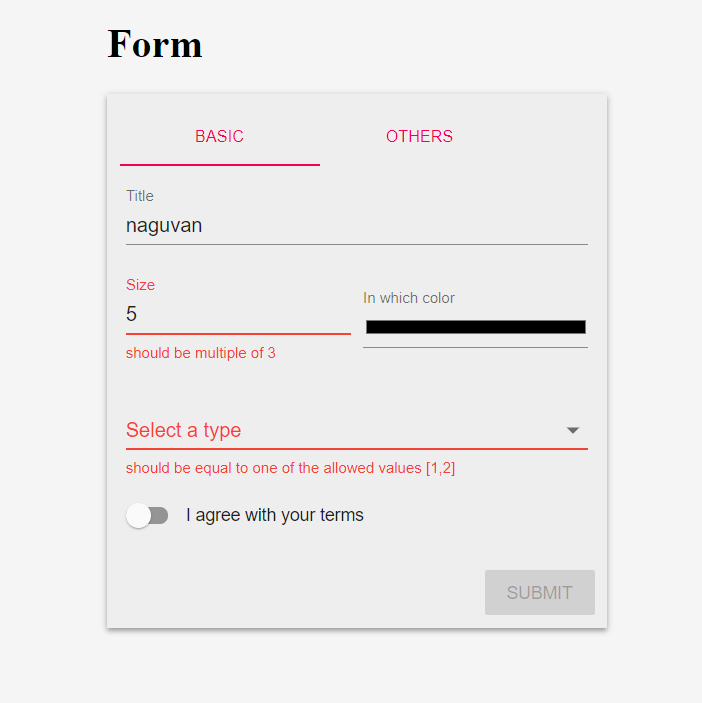 Form
BASIC OTHERS
Title
naguvan
Size
5
should be multiple of 3
In which color
Select a type
should be equal to one of the allowed values [1,2]
I agree with your terms
SUBMIT